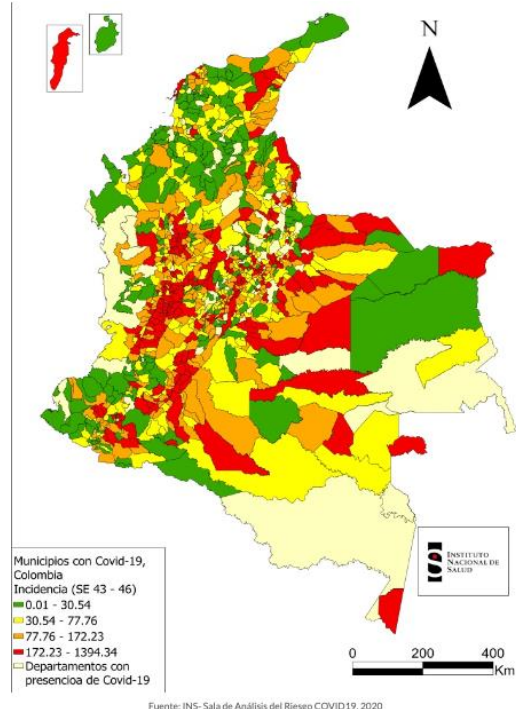 N
INSTITUTO
NACIONAL DE
SALUD
Municipios con Covid-19,
Colombia
Incidencia (SE 43 - 46)
0.01 - 30.54
30.54 - 77.76
77.76 - 172.23
172.23 - 1394.34
Departamentos con
presencioa de Covid-19
0 200 400
Km
Fuente: INS- Sala de Análisis del Riesgo COVID19, 2020